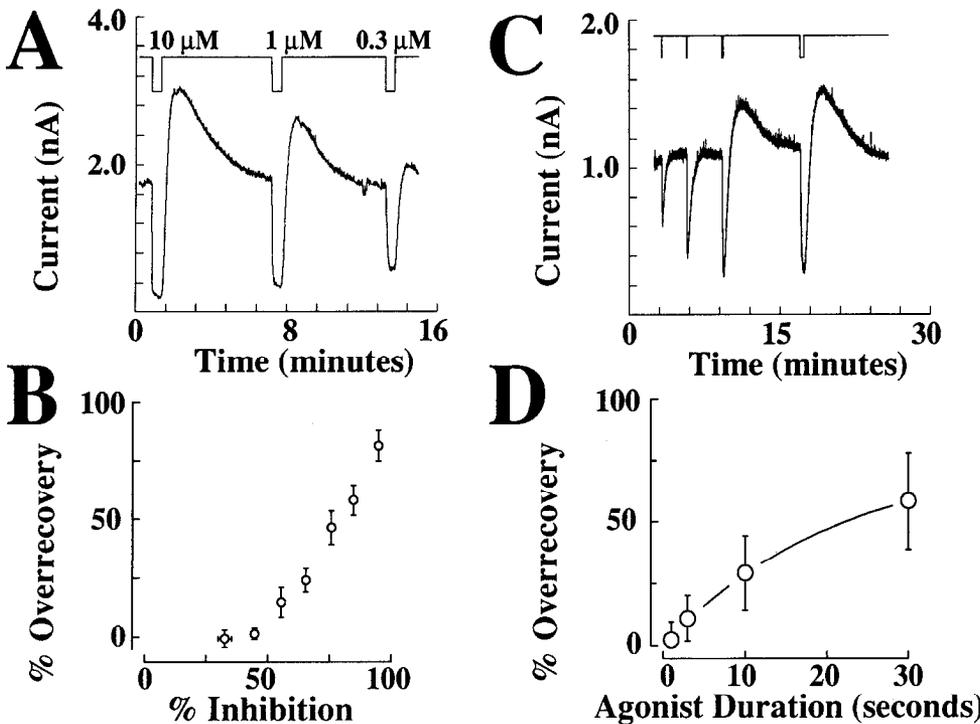 A
4.0
10 µM 1 µM 0.3 µM
2.0
Current (nA)
0 8 16
Time (minutes)
C
2.0
1.0
Current (nA)
0 15 30
Time (minutes)
B
100
50
0
% Overrecovery
0 50 100
% Inhibition
D
100
50
0
% Overrecovery
0 10 20 30
Agonist Duration (seconds)